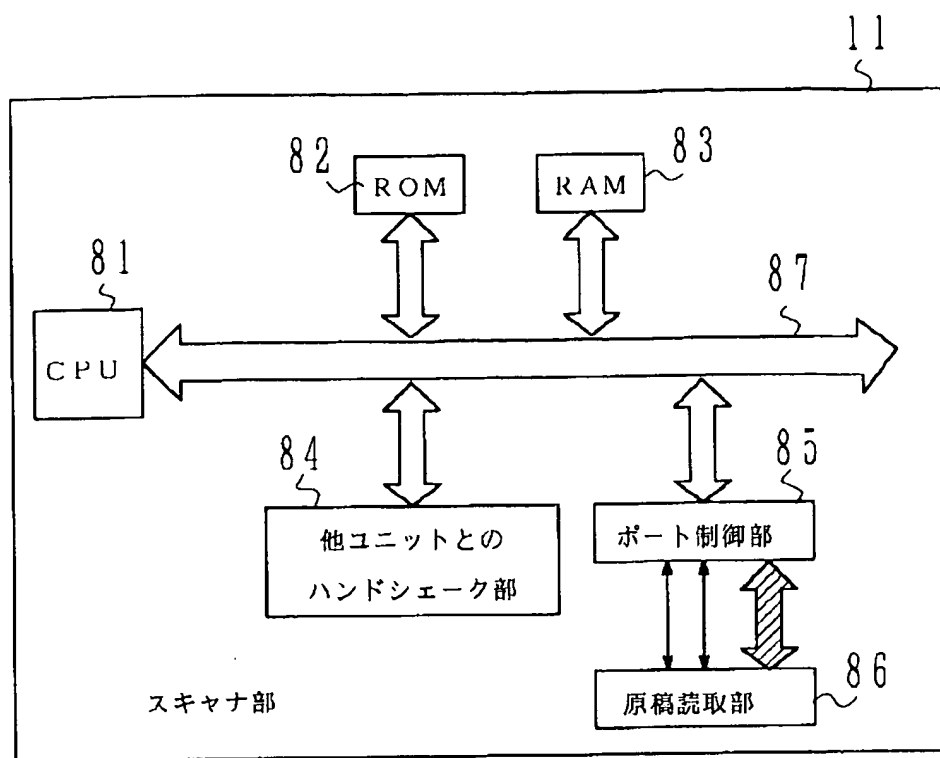 11
82
ROM
83
RAM
81
CPU
87
84
他ユニットとの
ハンドシェーク部
85
ポート制御部
86
原稿読取部
スキャナ部